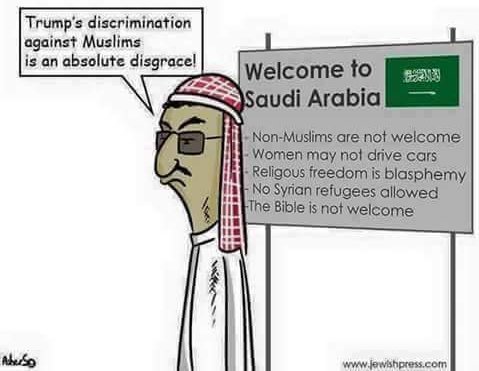 Trump's discrimination
against Muslims
is an absolute disgrace!
Welcome to
Saudi Arabia
- Non-Muslims are not welcome
- Women may not drive cars
- Religous freedom is blasphemy
- No Syrian refugees allowed
-The Bible is not welcome
www.jewishpress.com